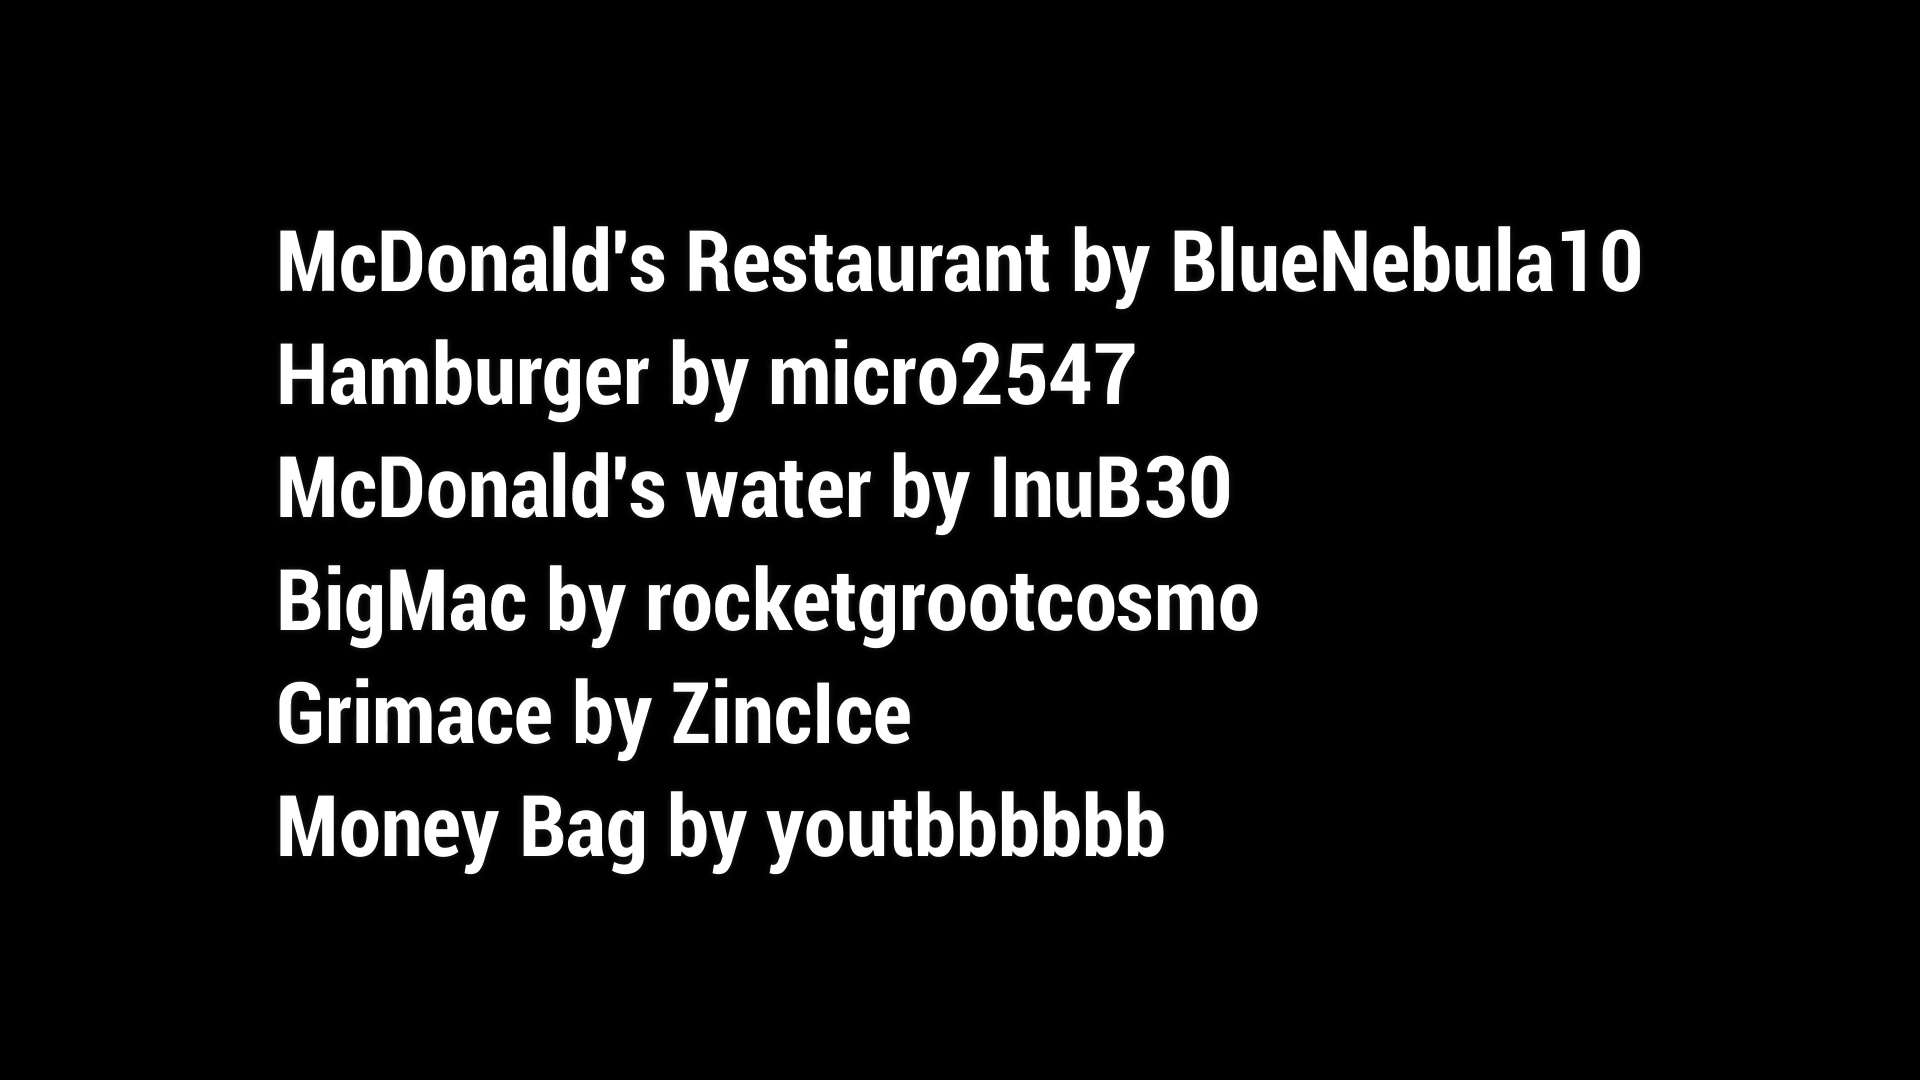 McDonald's Restaurant by BlueNebula10
Hamburger by micro2547
McDonald's water by InuB30
BigMac by rocketgrootcosmo
Grimace by ZincIce
Money Bag by youtbbbbbb